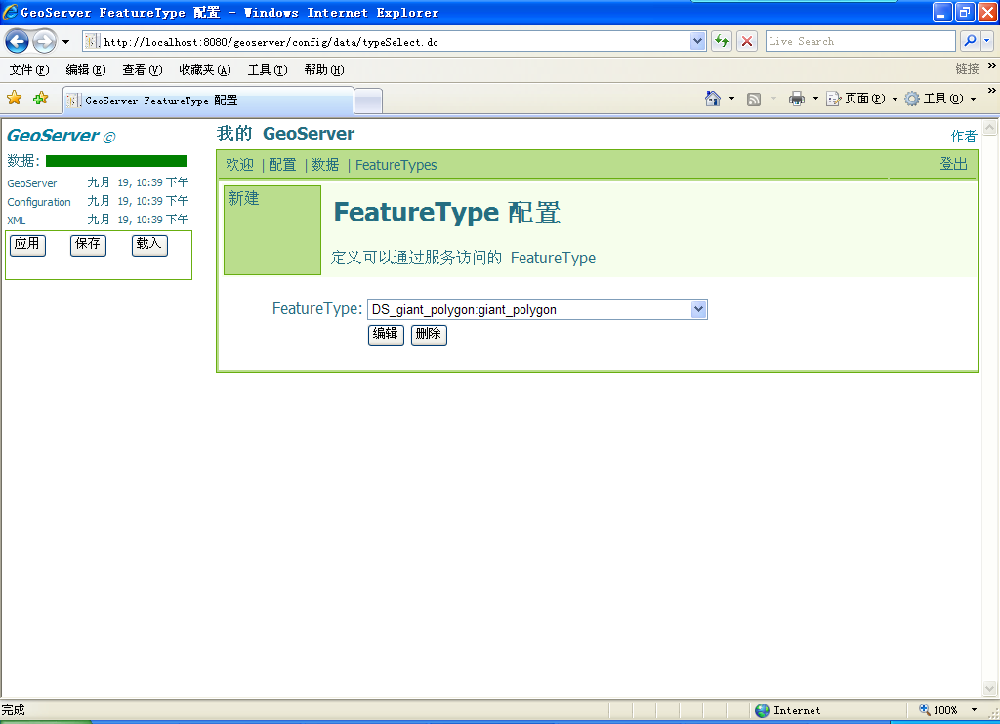 GeoServer FeatureType 配置 - Windows Internet Explorer
http://localhost:8080/geoserver/config/data/typeSelect.do
Live Search
文件(F) 编辑(E) 查看(V) 收藏夹(A) 工具(T) 帮助(H)
链接 »
GeoServer FeatureType 配置
页面(P) 工具(O) »
GeoServer ©
我的 GeoServer
作者
数据:
欢迎 | 配置 | 数据 | FeatureTypes
登出
GeoServer 九月 19, 10:39 下午
Configuration 九月 19, 10:39 下午
XML 九月 19, 10:39 下午
应用 保存 载入
新建
FeatureType 配置
定义可以通过服务访问的 FeatureType
FeatureType: DS_giant_polygon:giant_polygon
编辑 删除
完成
Internet
100%